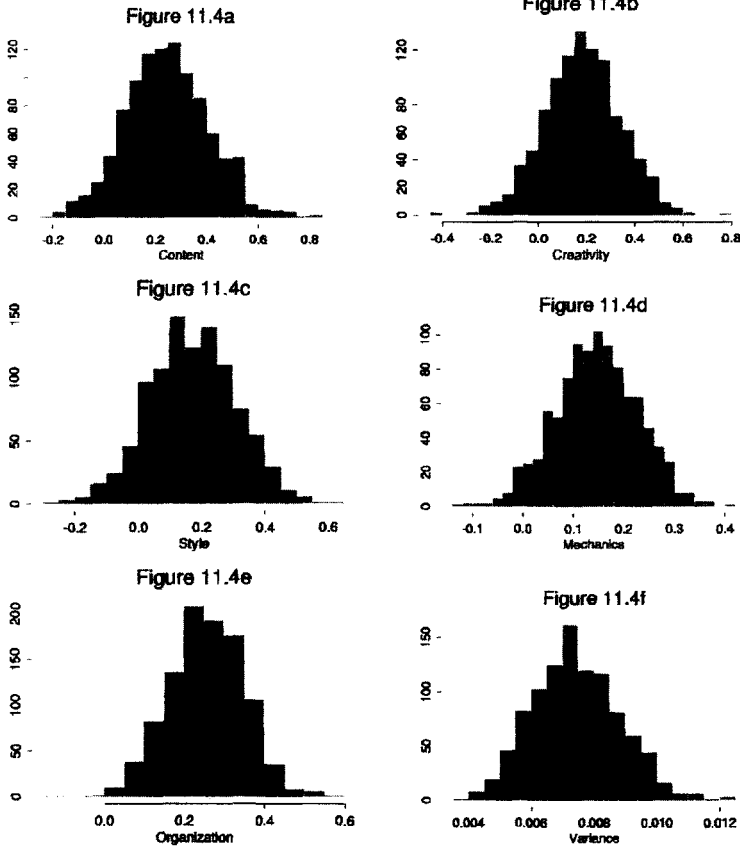 Figure 11.4a
120
80
60
40
20
0
-0.2 0.0 0.2 0.4 0.6 0.8
Content
Figure 11.4b
120
80
60
40
20
0
-0.4 -0.2 0.0 0.2 0.4 0.6 0.8
Creativity
Figure 11.4c
150
100
50
0
-0.2 0.0 0.2 0.4 0.6
Style
Figure 11.4d
100
80
60
40
20
0
-0.1 0.0 0.1 0.2 0.3 0.4
Mechanics
Figure 11.4e
200
150
100
50
0
0.0 0.2 0.4 0.6
Organization
Figure 11.4f
150
100
50
0
0.004 0.006 0.008 0.010 0.012
Variance